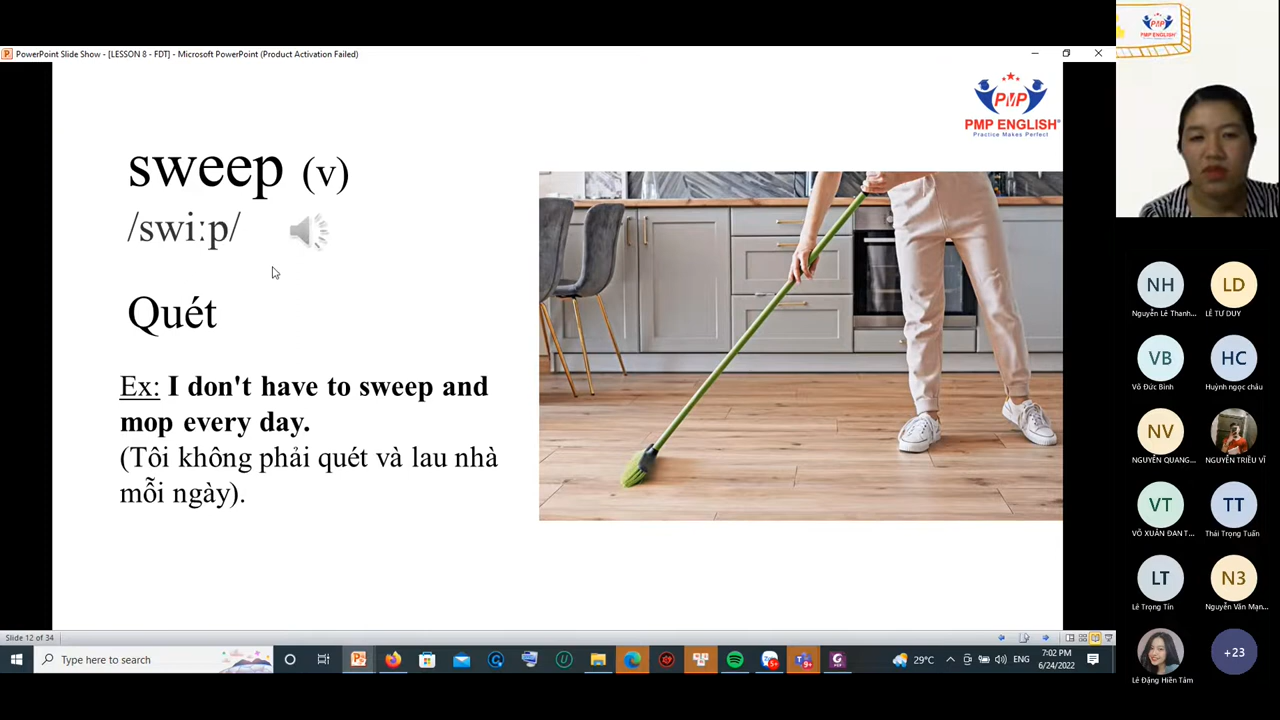 PowerPoint Slide Show - [LESSON 8 - FDT] - Microsoft PowerPoint (Product Activation Failed)
PMP
PMP ENGLISH®
Practice Makes Perfect
sweep (v)
/swiːp/
Quét
Ex: I don't have to sweep and
mop every day.
(Tôi không phải quét và lau nhà
mỗi ngày).
Slide 12 of 34
Type here to search
29°C
ENG
7:02 PM
6/24/2022
PMP ENGLISH
NH
Nguyễn Lê Thanh...
LD
LÊ TƯ DUY
VB
Võ Đức Bình
HC
Huỳnh ngọc châu
NV
NGUYỄN QUANG...
NGUYỄN TRIỀU VĨ
VT
VÕ XUÂN ĐAN T...
TT
Thái Trọng Tuấn
LT
Lê Trọng Tín
N3
Nguyễn Văn Mạn...
Lê Đặng Hiền Tâm
+23